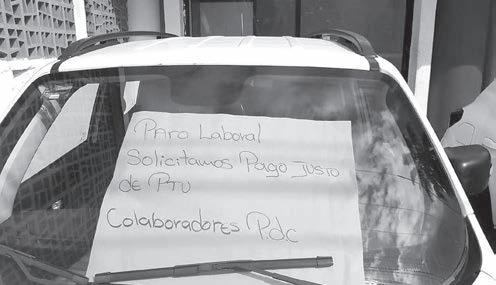 Paro Laboral
Solicitamos Pago Justo
de PTU
Colaboradores P.d.c